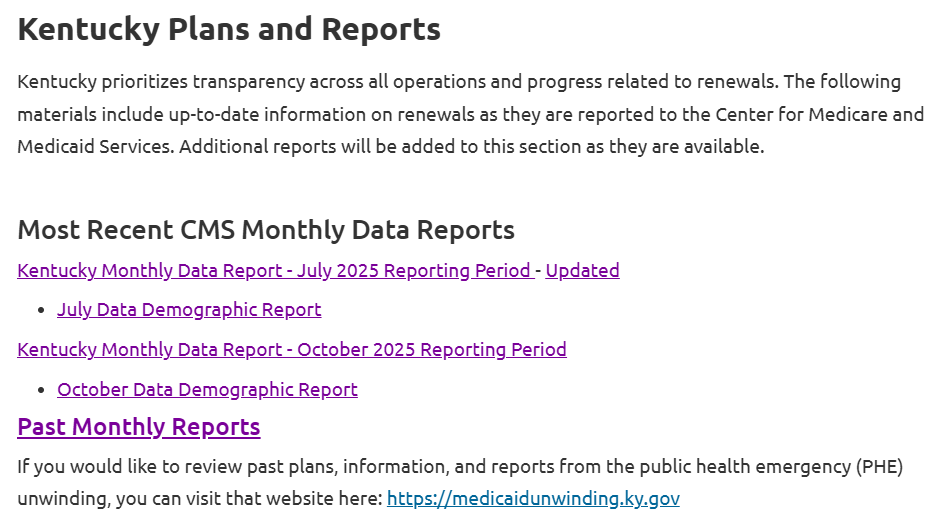 Kentucky Plans and Reports
Kentucky prioritizes transparency across all operations and progress related to renewals. The following
materials include up-to-date information on renewals as they are reported to the Center for Medicare and
Medicaid Services. Additional reports will be added to this section as they are available.
Most Recent CMS Monthly Data Reports
Kentucky Monthly Data Report - July 2025 Reporting Period - Updated
• July Data Demographic Report
Kentucky Monthly Data Report - October 2025 Reporting Period
• October Data Demographic Report
Past Monthly Reports
If you would like to review past plans, information, and reports from the public health emergency (PHE)
unwinding, you can visit that website here: https://medicaidunwinding.ky.gov